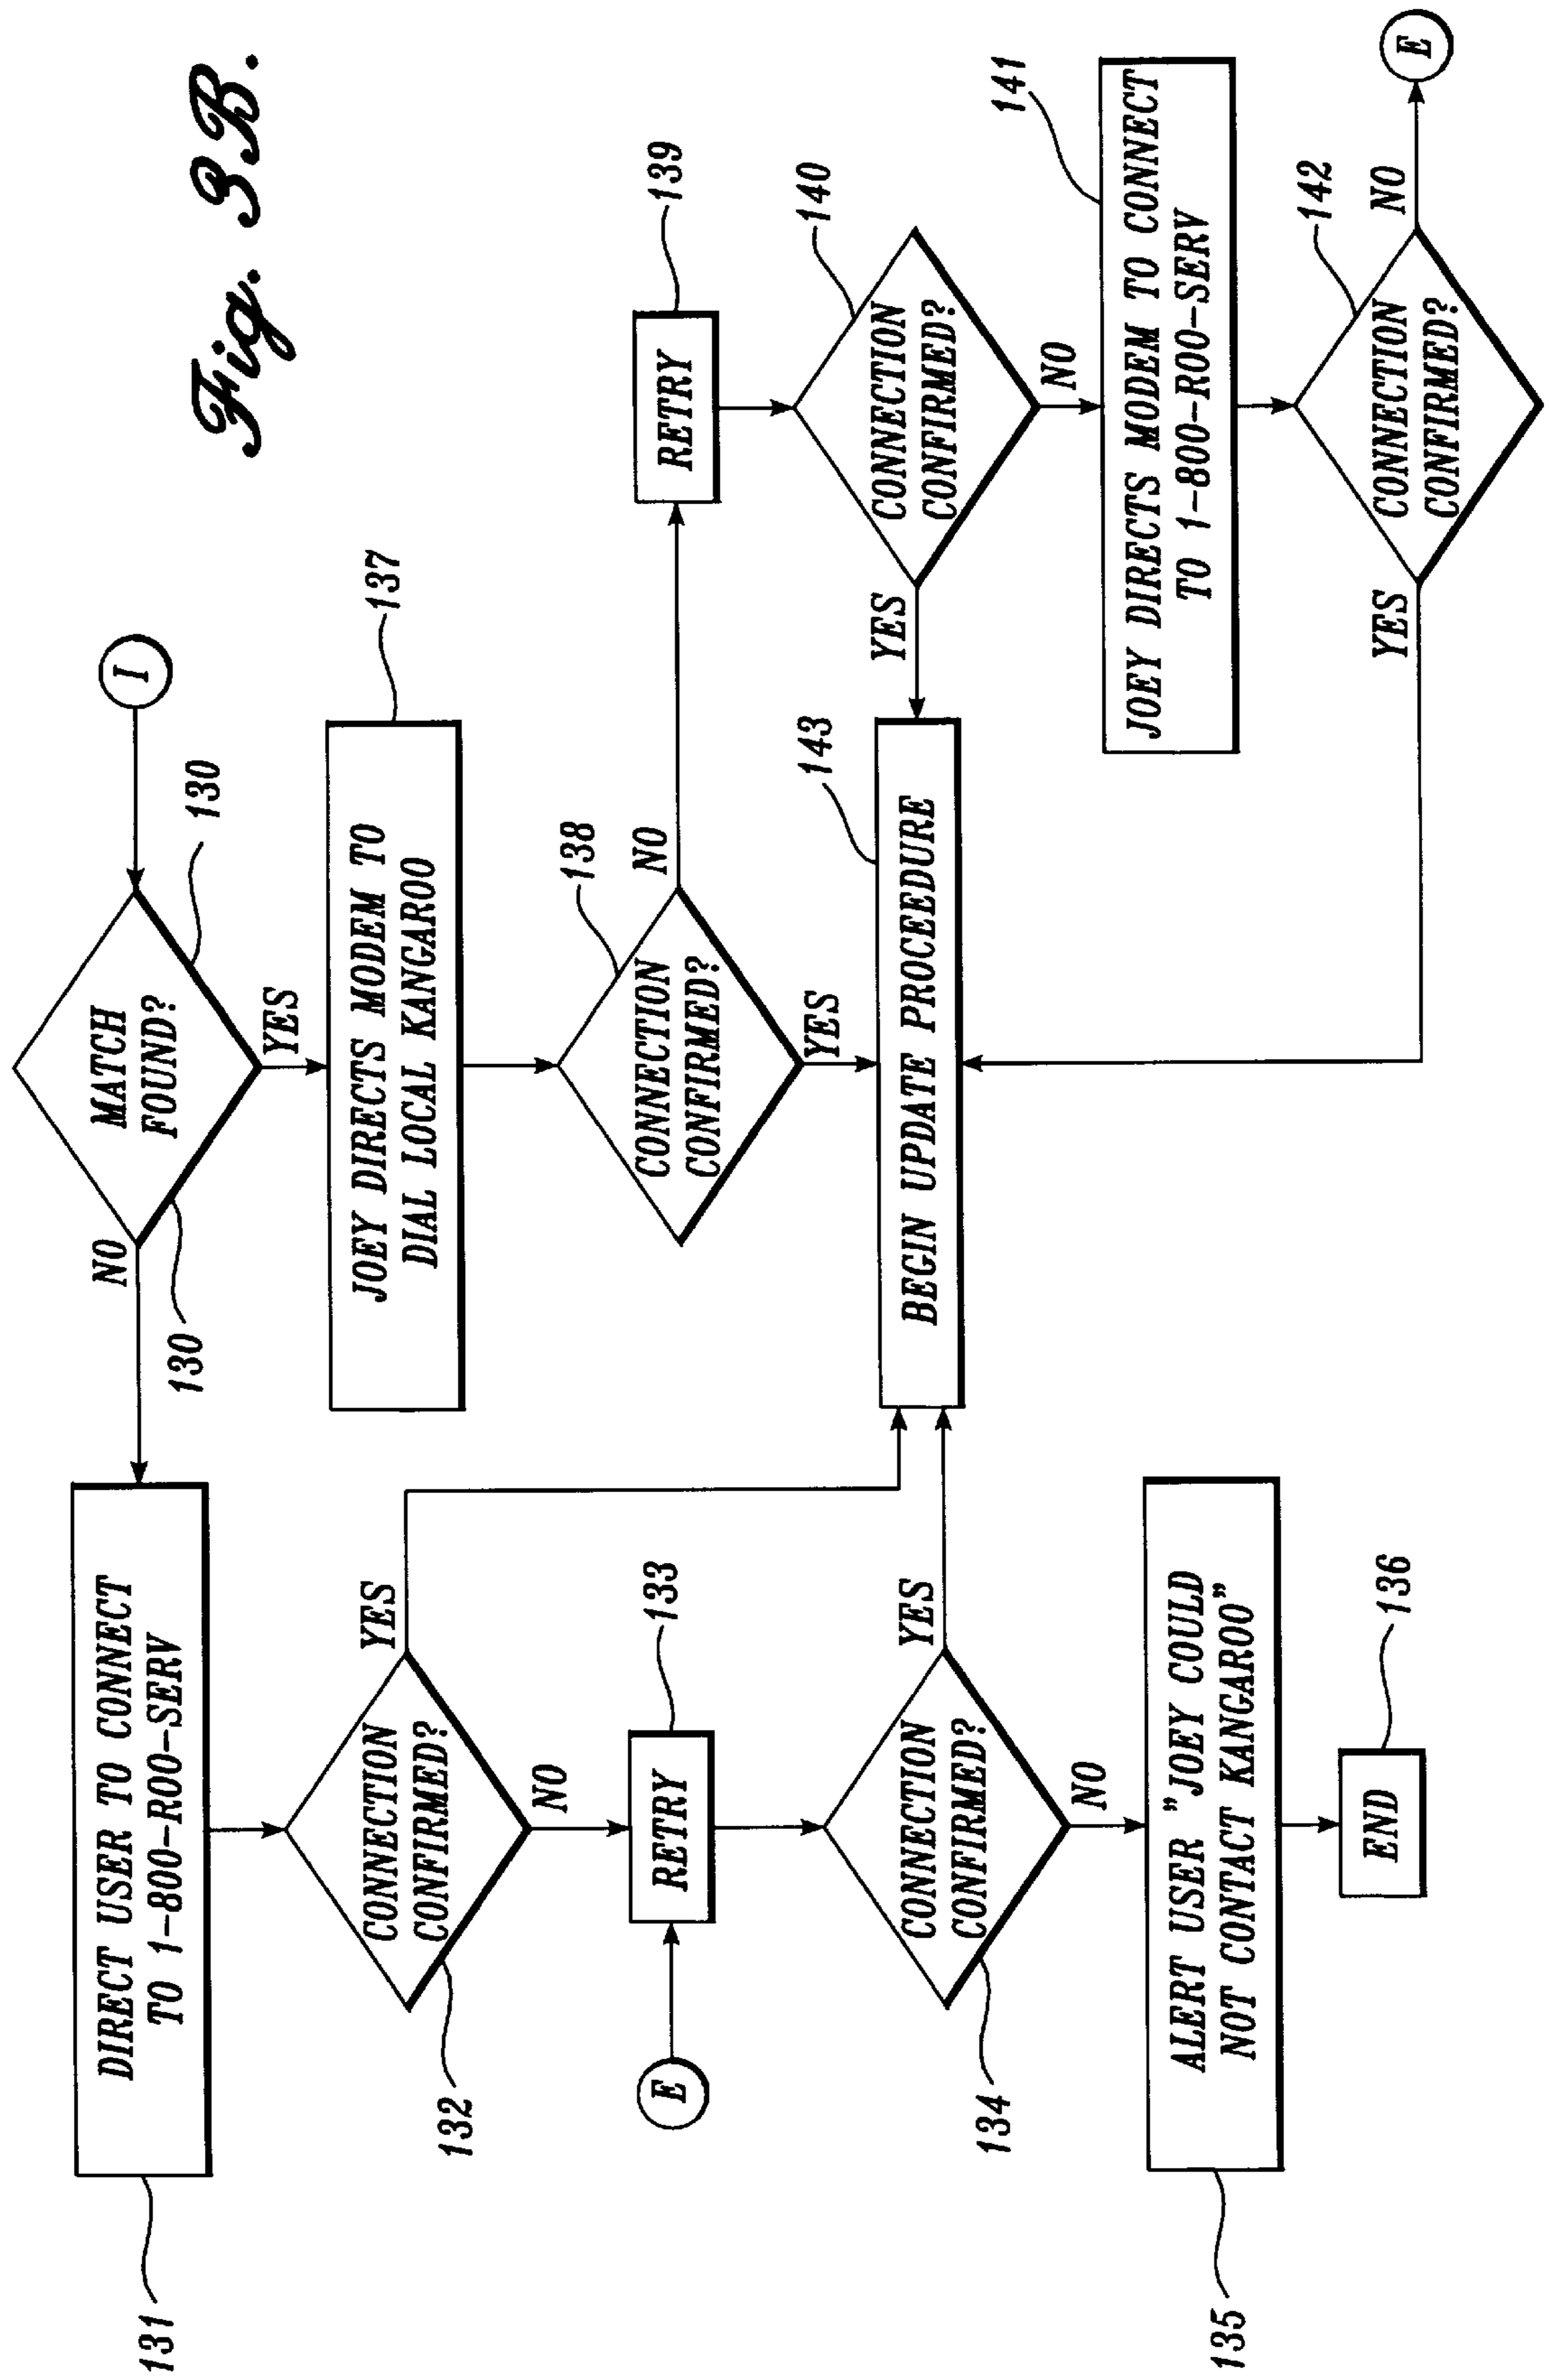 Fig. 3B.
I
MATCH
FOUND?
130
130
NO
YES
DIRECT USER TO CONNECT
TO 1-800-ROO-SERV
131
CONNECTION
CONFIRMED?
132
YES
NO
RETRY
133
E
CONNECTION
CONFIRMED?
134
YES
NO
ALERT USER "JOEY COULD
NOT CONTACT KANGAROO"
135
END
136
JOEY DIRECTS MODEM TO
DIAL LOCAL KANGAROO
137
CONNECTION
CONFIRMED?
138
NO
YES
RETRY
139
CONNECTION
CONFIRMED?
140
YES
NO
BEGIN UPDATE PROCEDURE
143
JOEY DIRECTS MODEM TO CONNECT
TO 1-800-ROO-SERV
141
CONNECTION
CONFIRMED?
142
YES
NO
E